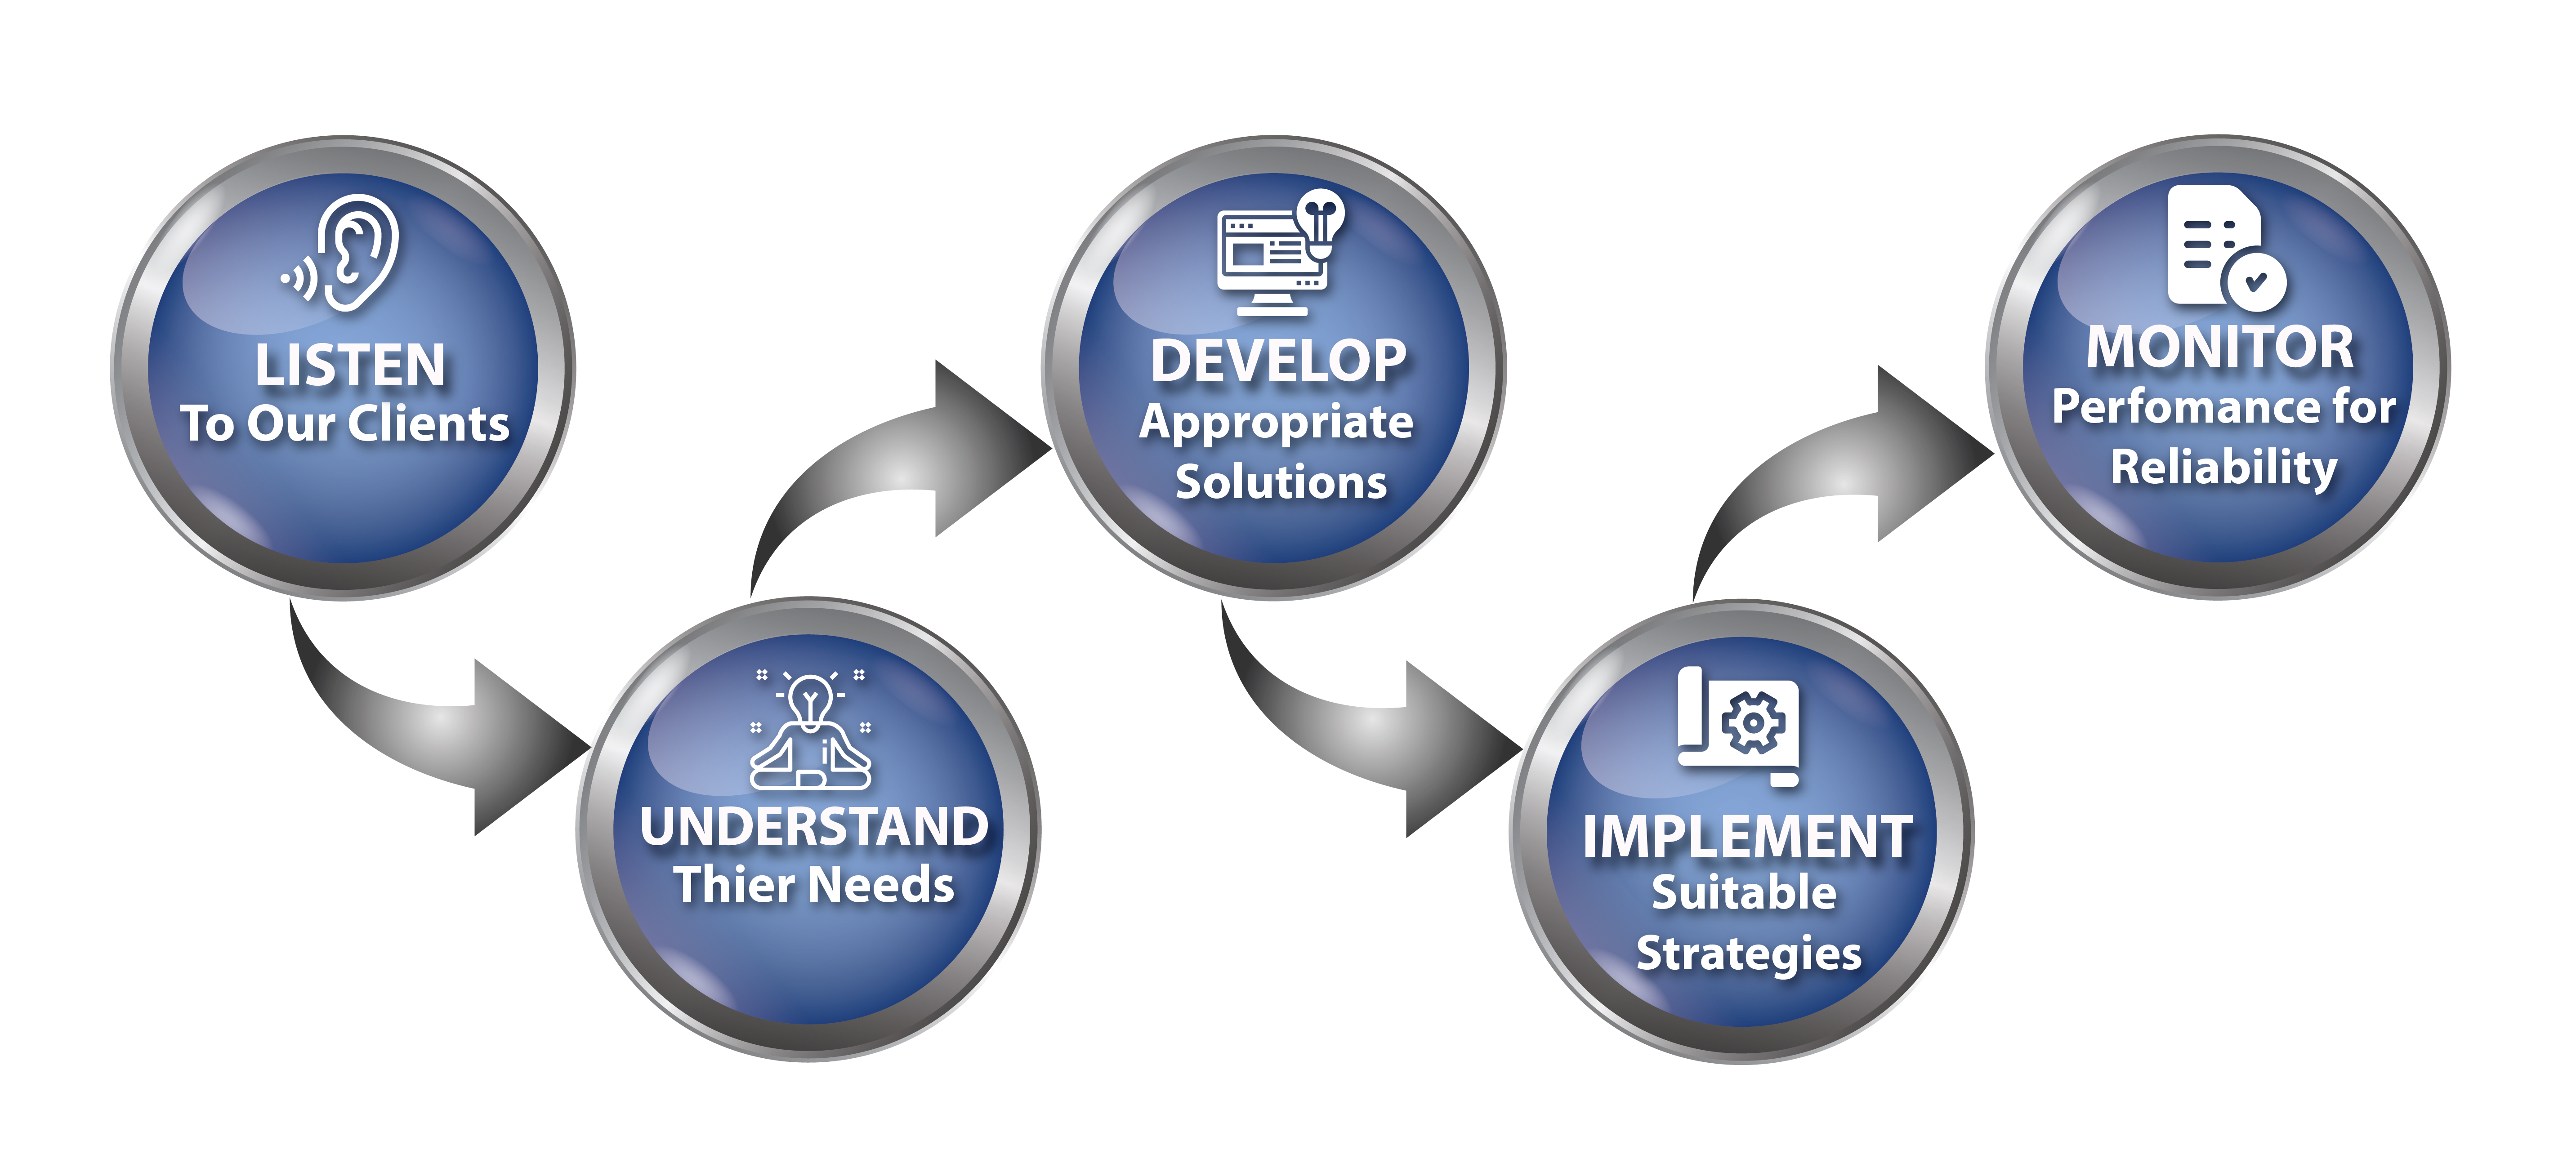 LISTEN
To Our Clients
UNDERSTAND
Thier Needs
DEVELOP
Appropriate
Solutions
IMPLEMENT
Suitable
Strategies
MONITOR
Perfomance for
Reliability